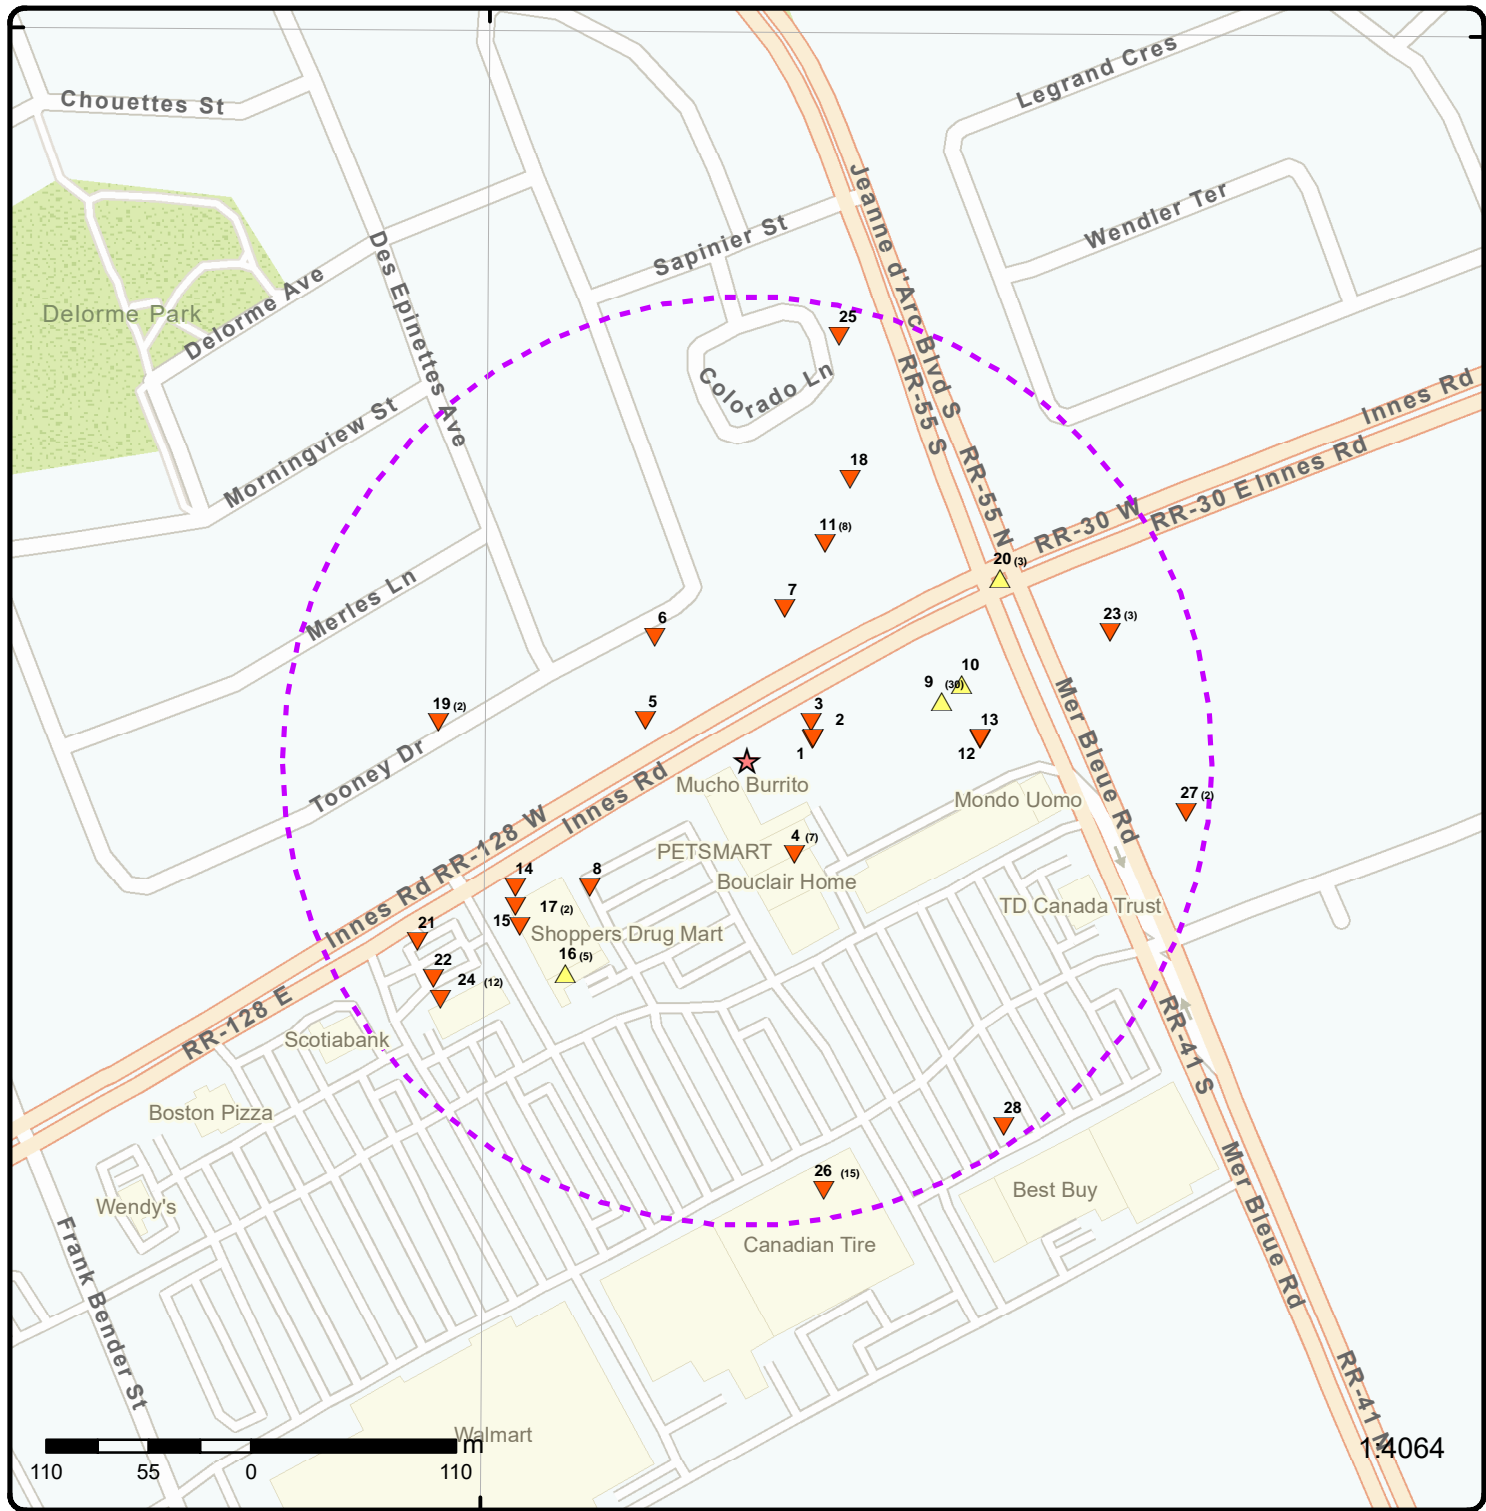 Legrand Cres
Chouettes St
Jeanne d'Arc Blvd S
Wendler Ter
Sapinier St
Des Epinettes Ave
Delorme Park
Delorme Ave
25
RR-55 S
Colorado Ln
Innes Rd
Morningview St
RR-55 N
Innes Rd
RR-30 E
RR-30 W
18
11 (8)
20 (3)
7
Merles Ln
6
23 (3)
10
9 (30)
Mer Bleue Rd
19 (2)
5
3
2
1
13
12
Tooney Dr
Mucho Burrito
Innes Rd
Mondo Uomo
27 (2)
RR-128 W
4 (7)
PETSMART
14
8
Bouclair Home
Innes Rd
17 (2)
15
TD Canada Trust
21
Shoppers Drug Mart
16 (5)
22
24 (12)
RR-128 E
Scotiabank
RR-41 S
Boston Pizza
28
26 (15)
Wendy's
Best Buy
Mer Bleue Rd
Canadian Tire
Frank Bender St
RR-41 N
Walmart
m
1:4064
110 55 0 110